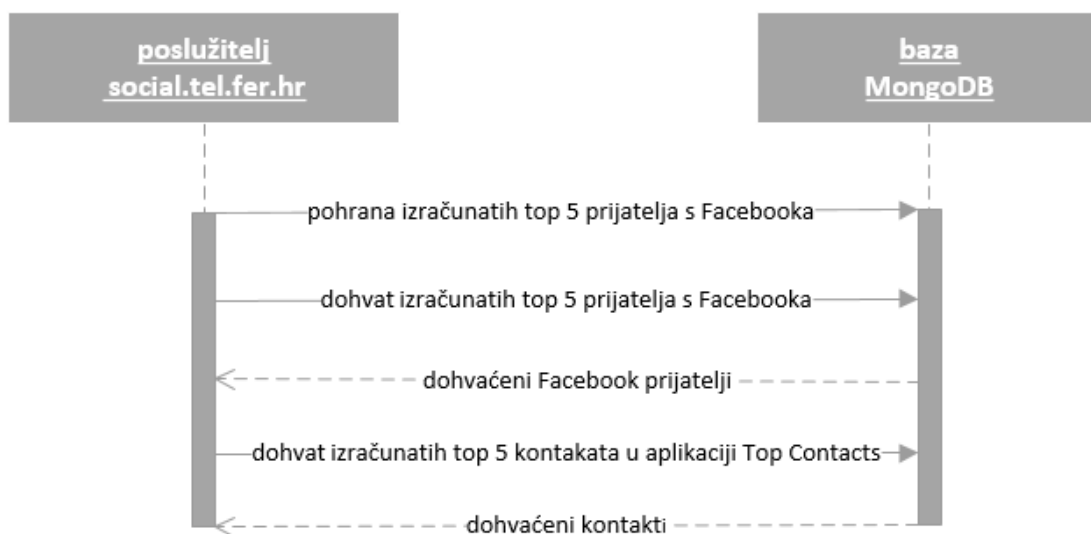 poslužitelj
social.tel.fer.hr
baza
MongoDB
pohrana izračunatih top 5 prijatelja s Facebooka
dohvat izračunatih top 5 prijatelja s Facebooka
dohvaćeni Facebook prijatelji
dohvat izračunatih top 5 kontakata u aplikaciji Top Contacts
dohvaćeni kontakti